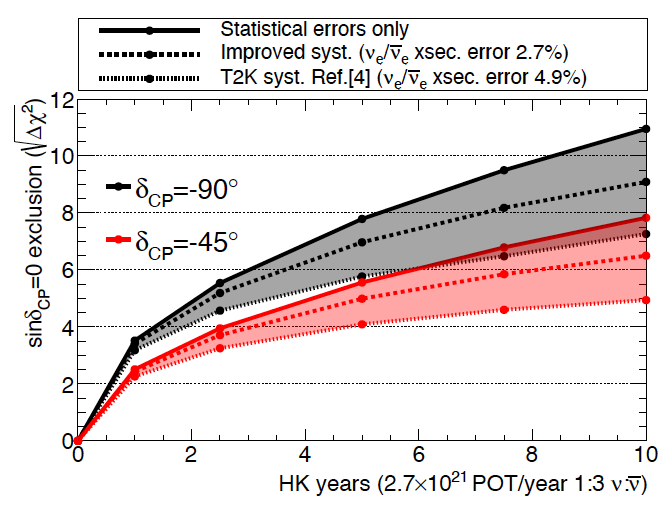 Statistical errors only
Improved syst. (νe/ν̅e xsec. error 2.7%)
T2K syst. Ref.[4] (νe/ν̅e xsec. error 4.9%)
sinδCP=0 exclusion (√Δχ²)
12
10
8
6
4
2
0
δCP=-90°
δCP=-45°
0 2 4 6 8 10
HK years (2.7×10²¹ POT/year 1:3 ν:ν̅)